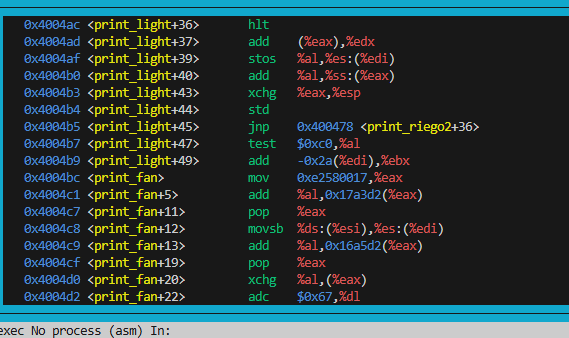 0x4004ac <print_light+36> hlt
0x4004ad <print_light+37> add (%eax),%edx
0x4004af <print_light+39> stos %al,%es:(%edi)
0x4004b0 <print_light+40> add %al,%ss:(%eax)
0x4004b3 <print_light+43> xchg %eax,%esp
0x4004b4 <print_light+44> std
0x4004b5 <print_light+45> jnp 0x400478 <print_riego2+36>
0x4004b7 <print_light+47> test $0xc0,%al
0x4004b9 <print_light+49> add -0x2a(%edi),%ebx
0x4004bc <print_fan> mov 0xe2580017,%eax
0x4004c1 <print_fan+5> add %al,0x17a3d2(%eax)
0x4004c7 <print_fan+11> pop %eax
0x4004c8 <print_fan+12> movsb %ds:(%esi),%es:(%edi)
0x4004c9 <print_fan+13> add %al,0x16a5d2(%eax)
0x4004cf <print_fan+19> pop %eax
0x4004d0 <print_fan+20> xchg %al,(%eax)
0x4004d2 <print_fan+22> adc $0x67,%dl
exec No process (asm) In: